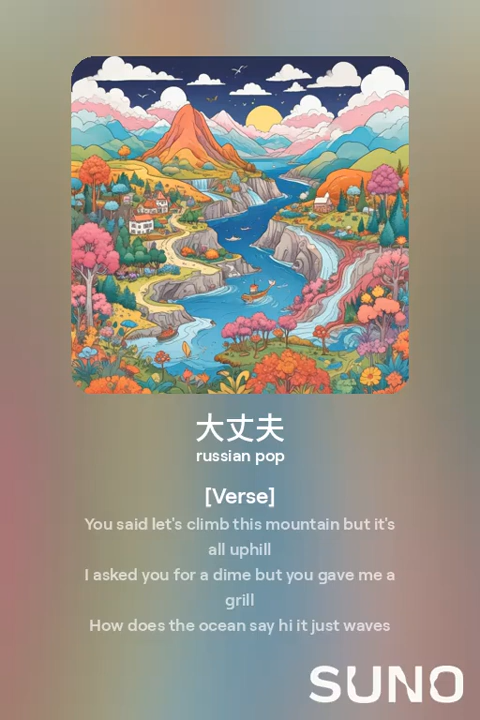 大丈夫
russian pop
[Verse]
You said let's climb this mountain but it's
all uphill
I asked you for a dime but you gave me a
grill
How does the ocean say hi it just waves
SUNO